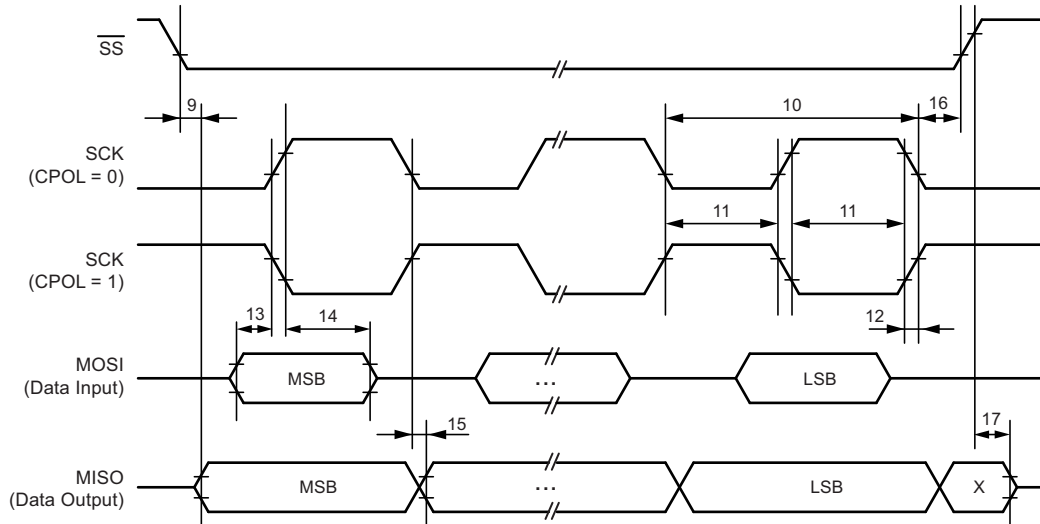 SS
9
10
16
SCK
(CPOL = 0)
11
11
SCK
(CPOL = 1)
13
14
12
MOSI
(Data Input)
MSB
...
LSB
15
17
MISO
(Data Output)
MSB
...
LSB
X